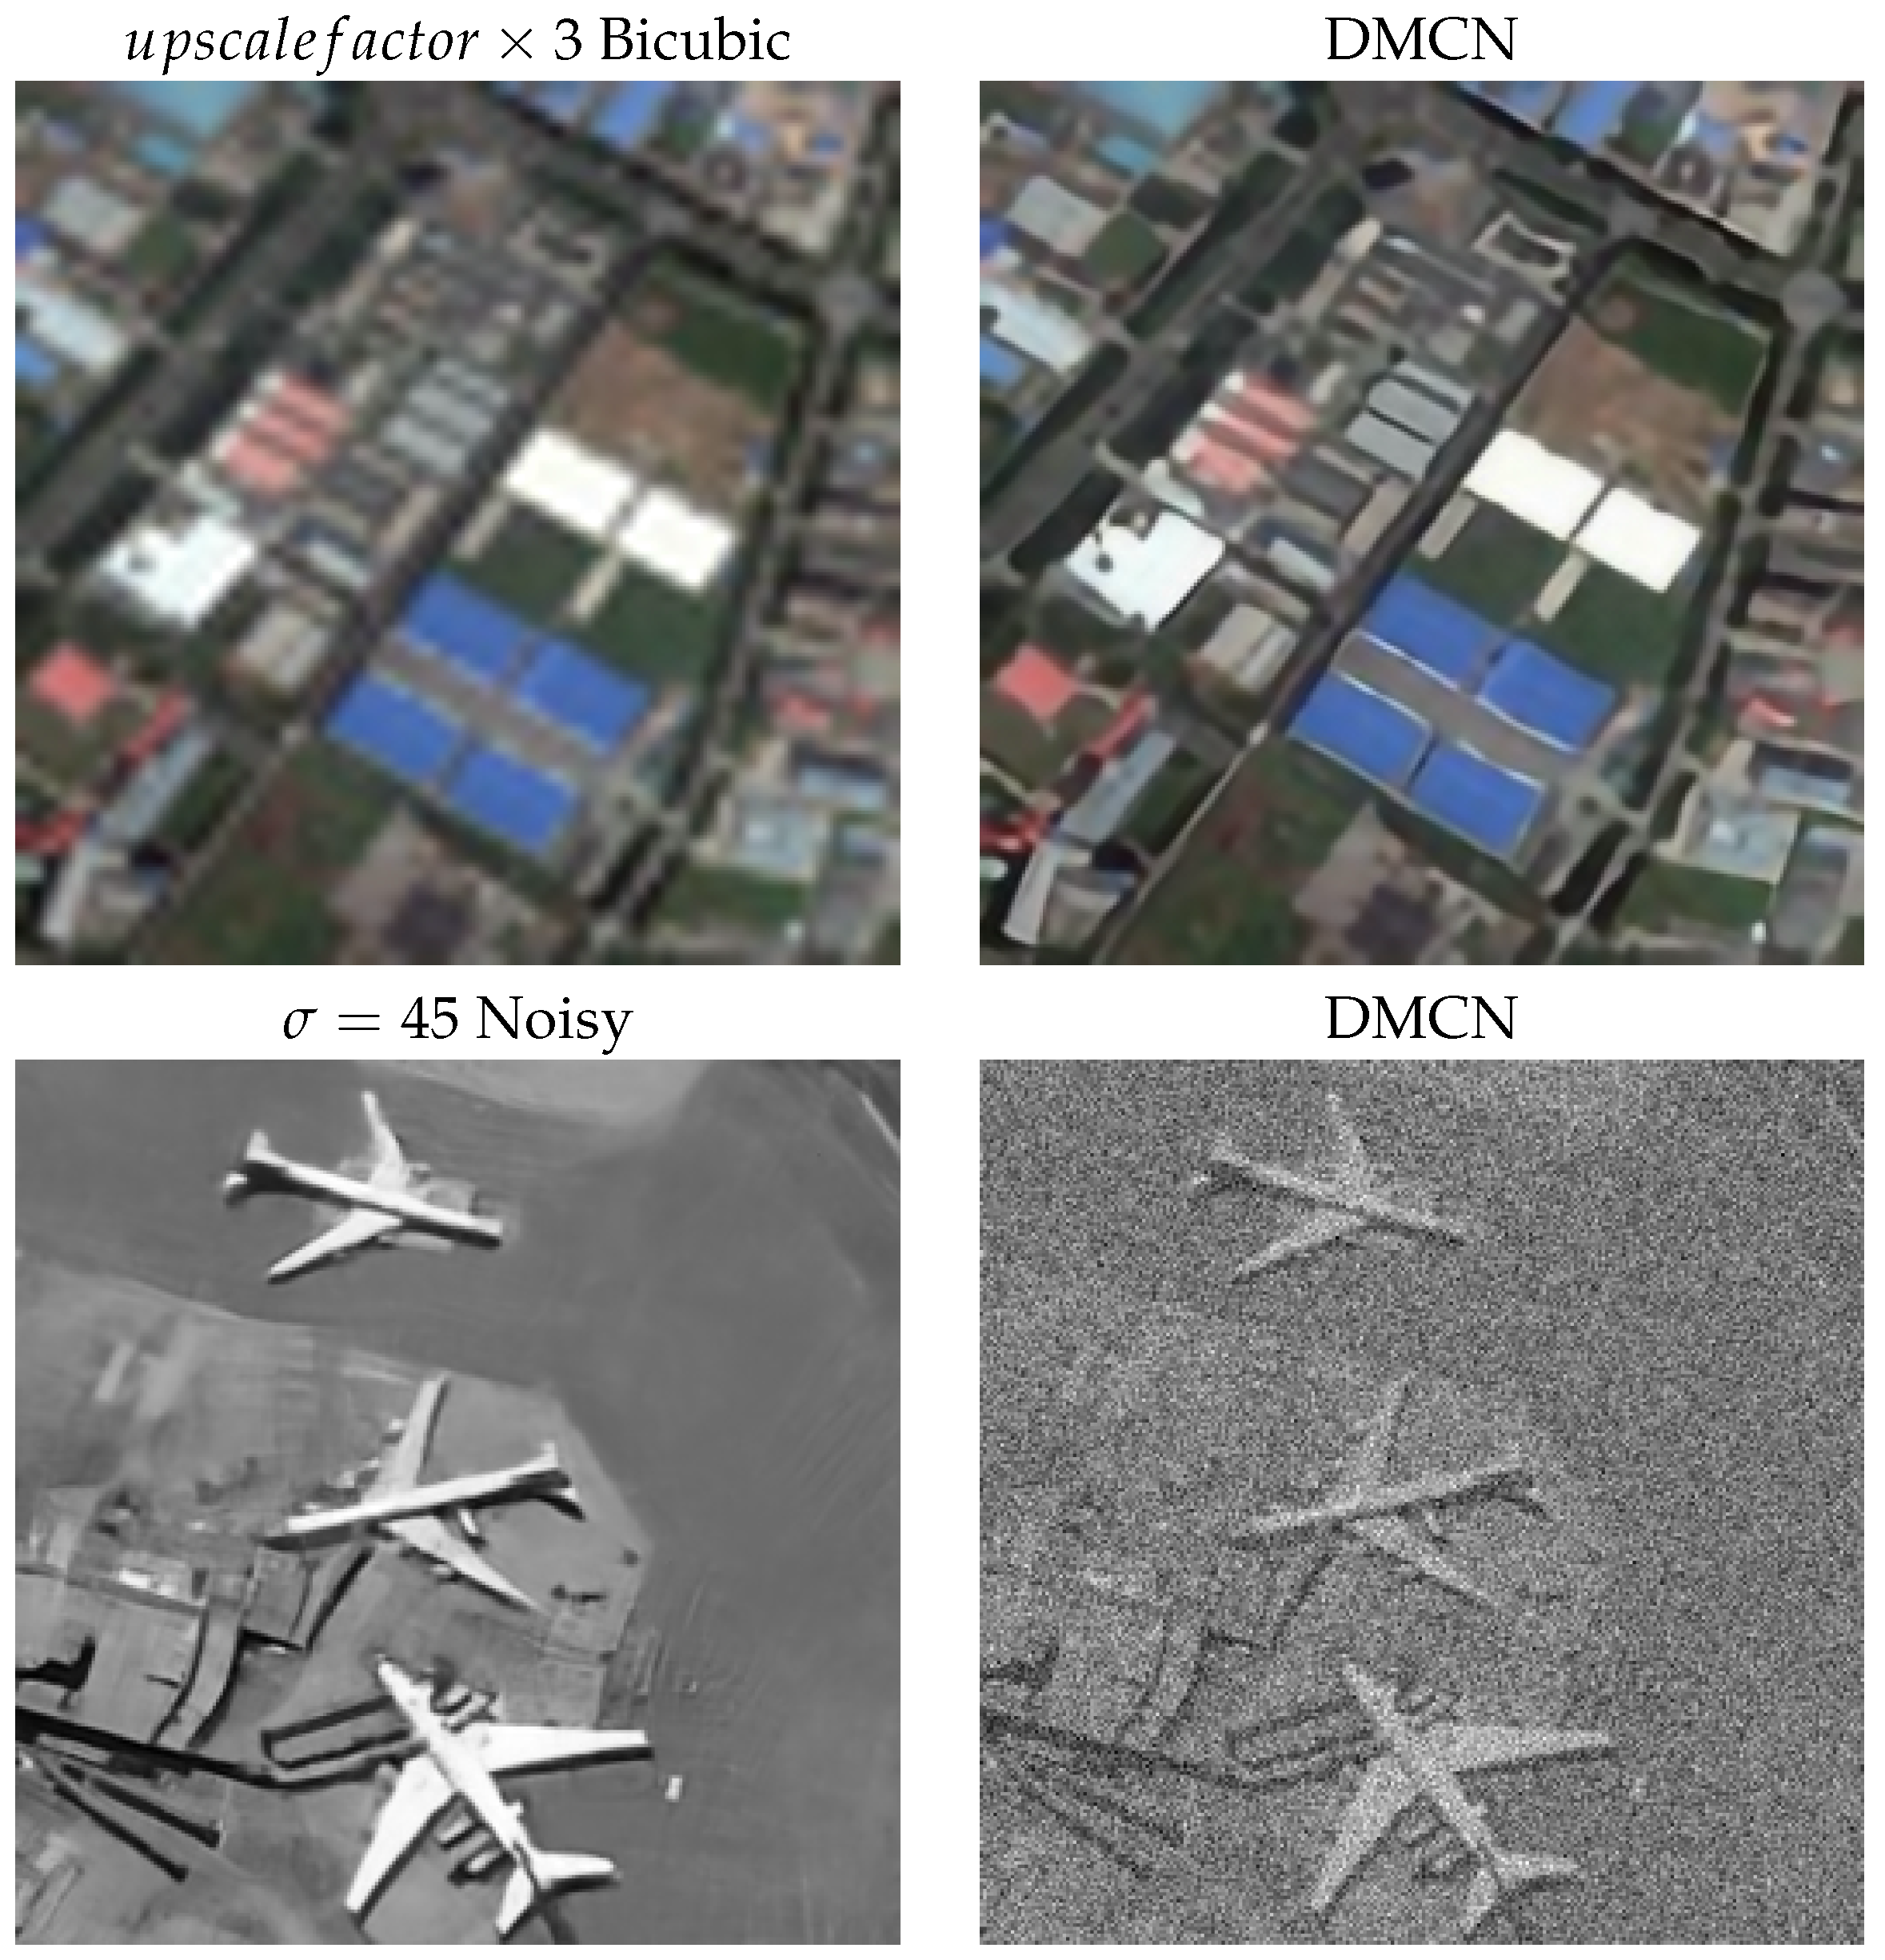 upscalefactor × 3 Bicubic
DMCN
σ = 45 Noisy
DMCN